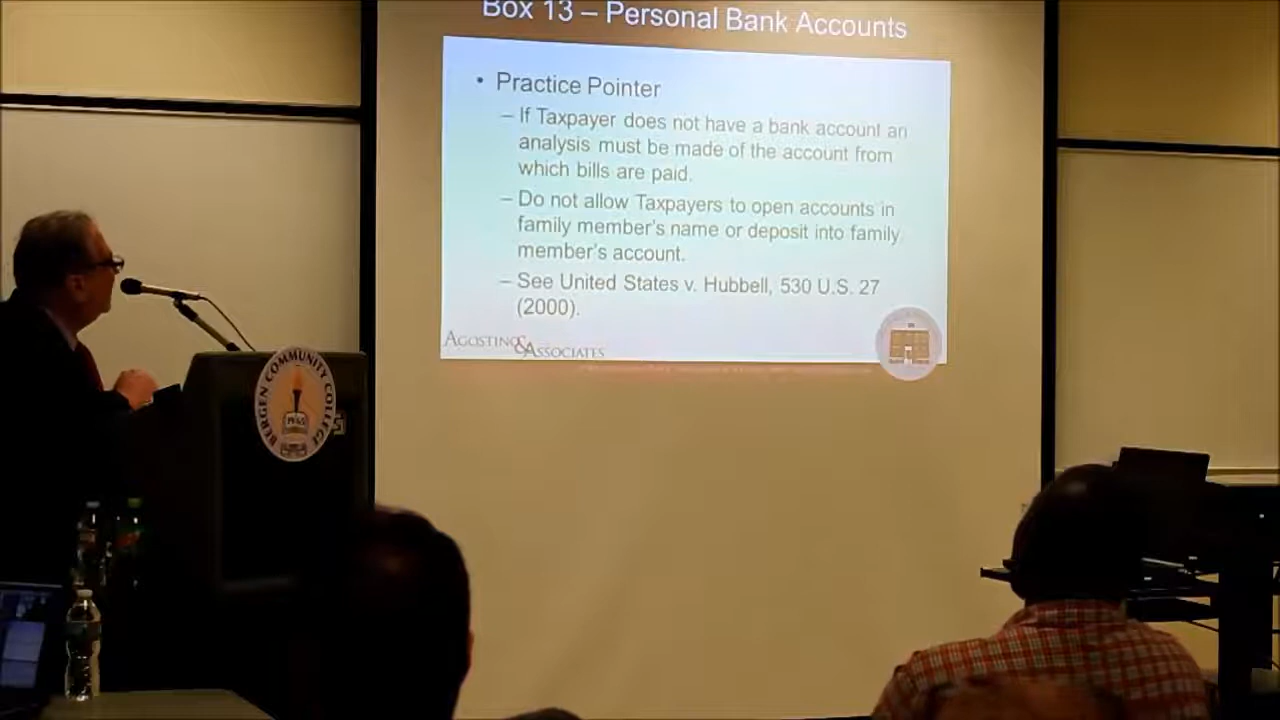 Box 13 – Personal Bank Accounts
• Practice Pointer
– If Taxpayer does not have a bank account an
analysis must be made of the account from
which bills are paid.
– Do not allow Taxpayers to open accounts in
family member's name or deposit into family
member's account.
– See United States v. Hubbell, 530 U.S. 27
(2000).
AGOSTINO & ASSOCIATES
BERGEN COMMUNITY COLLEGE
1965